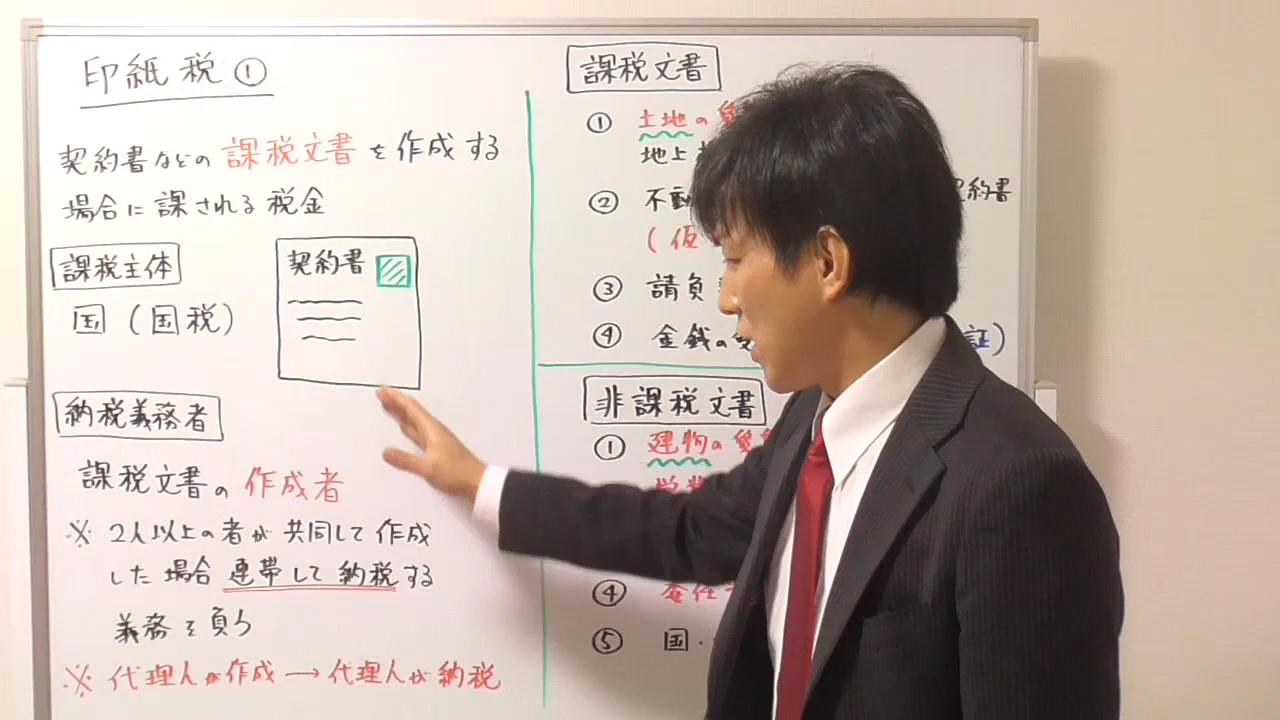 印紙税①
契約書などの課税文書を作成する
場合に課される税金
課税主体
国(国税)
契約書
納税義務者
課税文書の作成者
※2人以上の者が共同して作成
した場合連帯して納税する
義務を負う
※代理人が作成→代理人が納税
課税文書
① 土地の
地上
② 不動 契約書
(仮
③ 請負
④ 金銭の受 証)
非課税文書
① 建物の
④ 委任
⑤ 国・